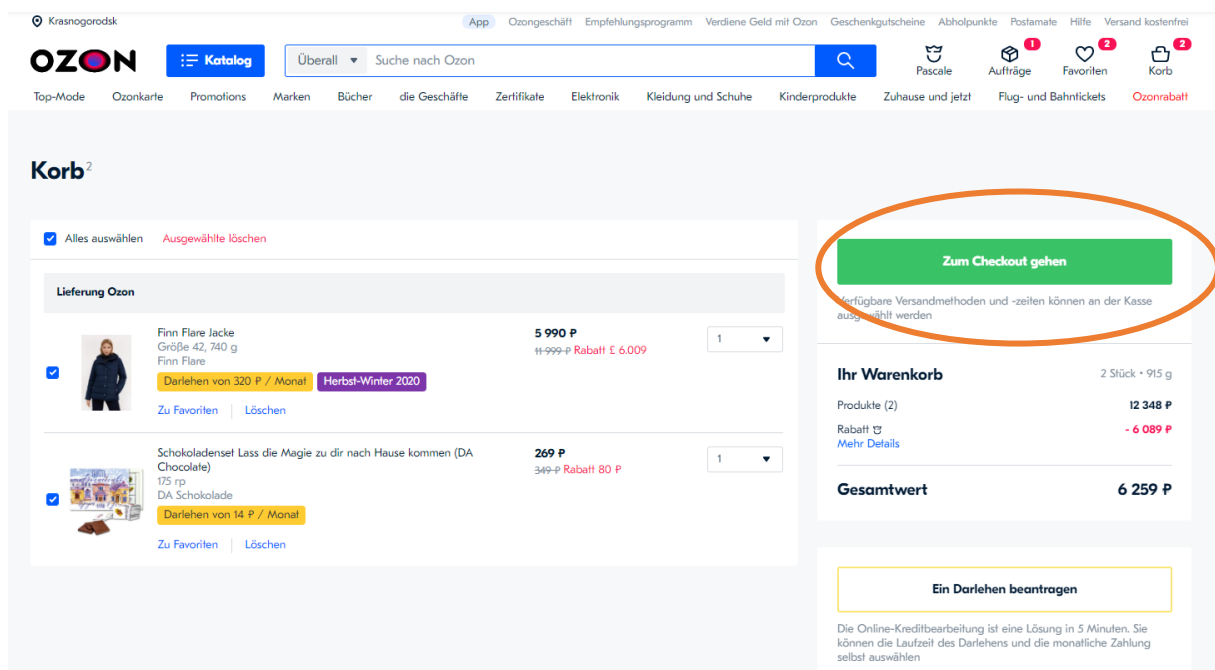 Krasnogorodsk
App Ozongeschäft Empfehlungsprogramm Verdiene Geld mit Ozon Geschenkgutscheine Abholpunkte Postamate Hilfe Versand kostenfrei
OZON
Katalog
Überall Suche nach Ozon
Pascale
1 Aufträge
2 Favoriten
2 Korb
Top-Mode Ozonkarte Promotions Marken Bücher die Geschäfte Zertifikate Elektronik Kleidung und Schuhe Kinderprodukte Zuhause und jetzt Flug- und Bahntickets Ozonrabatt
Korb 2
Alles auswählen Ausgewählte löschen
Lieferung Ozon
Finn Flare Jacke
Größe 42, 740 g
Finn Flare
Darlehen von 320 ₽ / Monat Herbst-Winter 2020
Zu Favoriten Löschen
5 990 ₽
11 999 ₽ Rabatt £ 6.009
1
Schokoladenset Lass die Magie zu dir nach Hause kommen (DA
Chocolate)
175 rp
DA Schokolade
Darlehen von 14 ₽ / Monat
Zu Favoriten Löschen
269 ₽
349 ₽ Rabatt 80 ₽
1
Zum Checkout gehen
Verfügbare Versandmethoden und -zeiten können an der Kasse
ausgewählt werden
Ihr Warenkorb 2 Stück • 915 g
Produkte (2) 12 348 ₽
Rabatt - 6 089 ₽
Mehr Details
Gesamtwert 6 259 ₽
Ein Darlehen beantragen
Die Online-Kreditbearbeitung ist eine Lösung in 5 Minuten. Sie
können die Laufzeit des Darlehens und die monatliche Zahlung
selbst auswählen